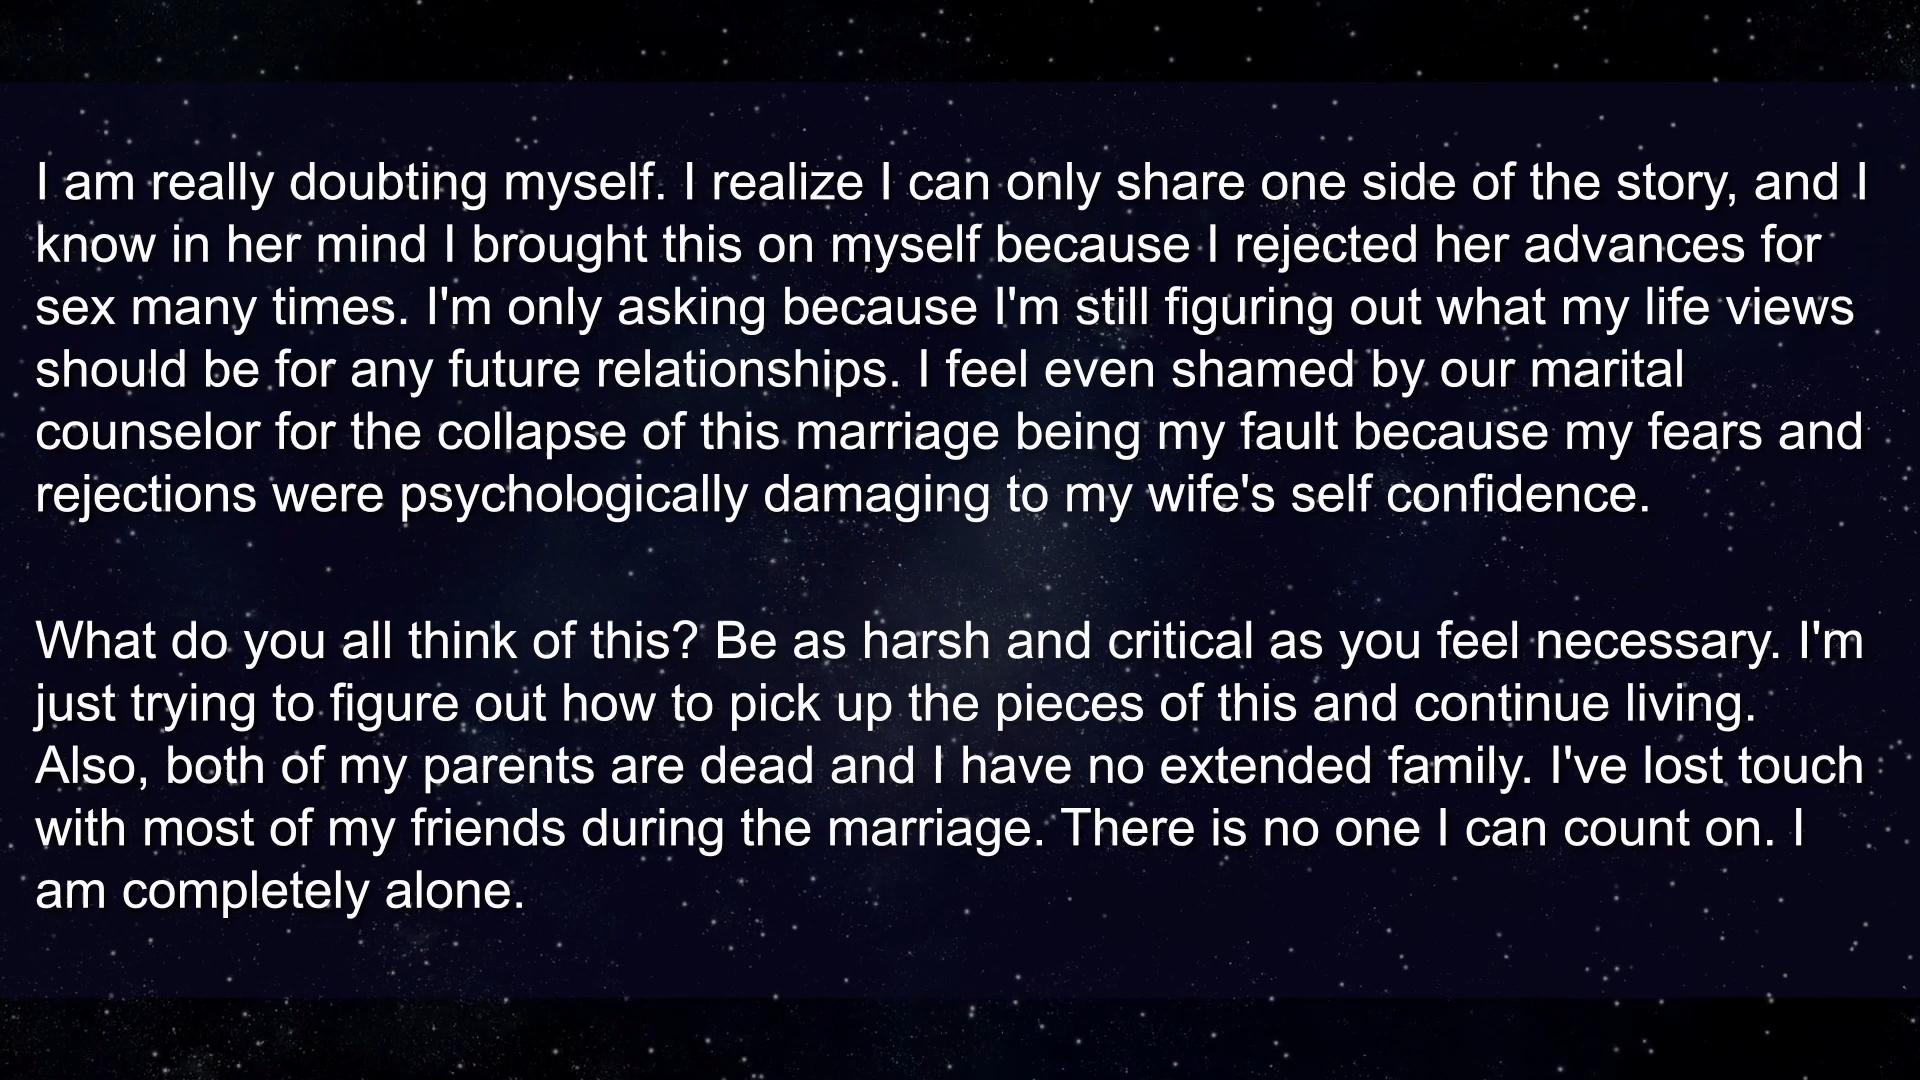 I am really doubting myself. I realize I can only share one side of the story, and I
know in her mind I brought this on myself because I rejected her advances for
sex many times. I'm only asking because I'm still figuring out what my life views
should be for any future relationships. I feel even shamed by our marital
counselor for the collapse of this marriage being my fault because my fears and
rejections were psychologically damaging to my wife's self confidence.
What do you all think of this? Be as harsh and critical as you feel necessary. I'm
just trying to figure out how to pick up the pieces of this and continue living.
Also, both of my parents are dead and I have no extended family. I've lost touch
with most of my friends during the marriage. There is no one I can count on. I
am completely alone.